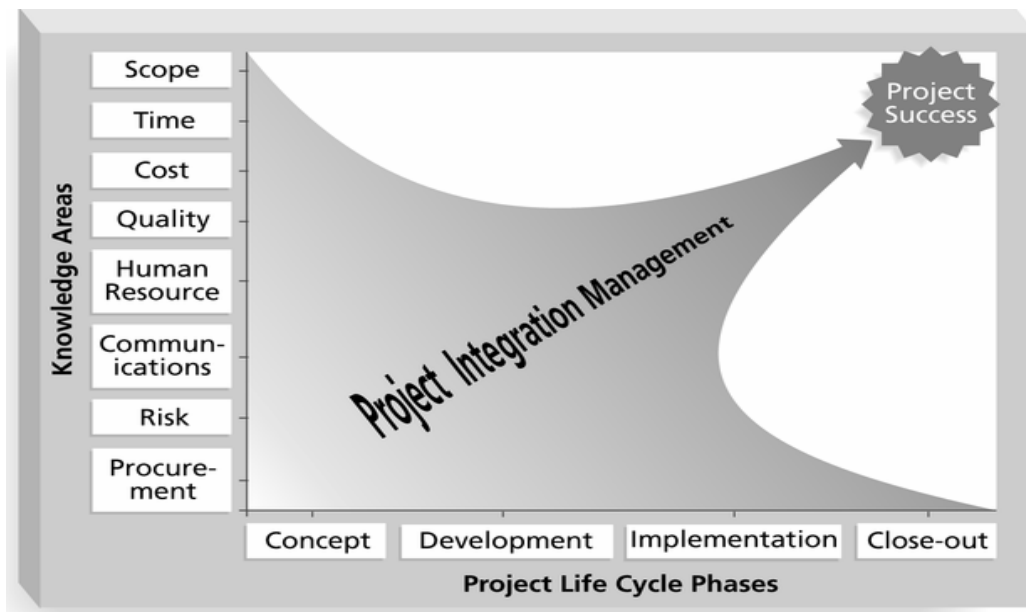 Knowledge Areas
Scope
Time
Cost
Quality
Human
Resource
Commun-
ications
Risk
Procure-
ment
Project Integration Management
Project
Success
Concept
Development
Implementation
Close-out
Project Life Cycle Phases